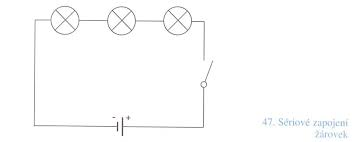 - +
47. Sériové zapojení
žárovek